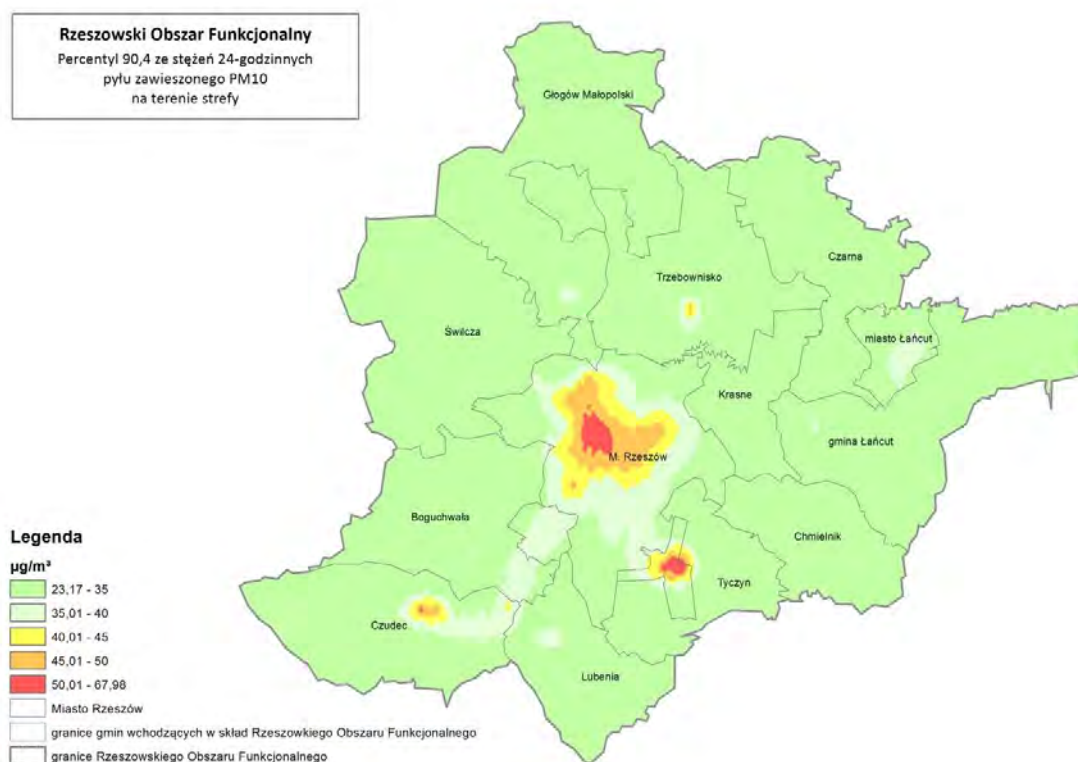 Rzeszowski Obszar Funkcjonalny
Percentyl 90,4 ze stężeń 24-godzinnych
pyłu zawieszonego PM10
na terenie strefy
Głogów Małopolski
Czarna
Trzebownisko
Świlcza
miasto Łańcut
Krasne
gmina Łańcut
M. Rzeszów
Boguchwała
Chmielnik
Tyczyn
Czudec
Lubenia
Legenda
µg/m³
23,17 - 35
35,01 - 40
40,01 - 45
45,01 - 50
50,01 - 67,98
Miasto Rzeszów
granice gmin wchodzących w skład Rzeszowkiego Obszaru Funkcjonalnego
granice Rzeszowskiego Obszaru Funkcjonalnego